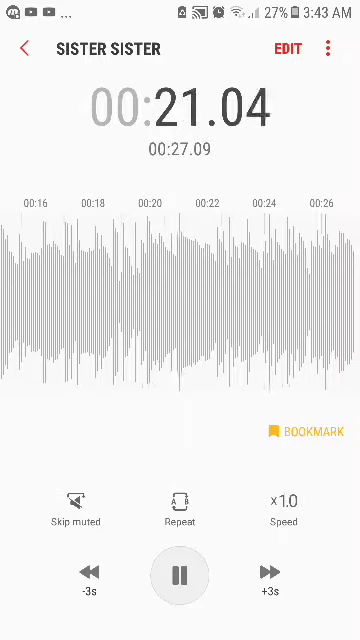 ... 27% 3:43 AM
SISTER SISTER EDIT
00:21.04
00:27.09
00:16 00:18 00:20 00:22 00:24 00:26
BOOKMARK
A B x1.0
Skip muted Repeat Speed
-3s +3s